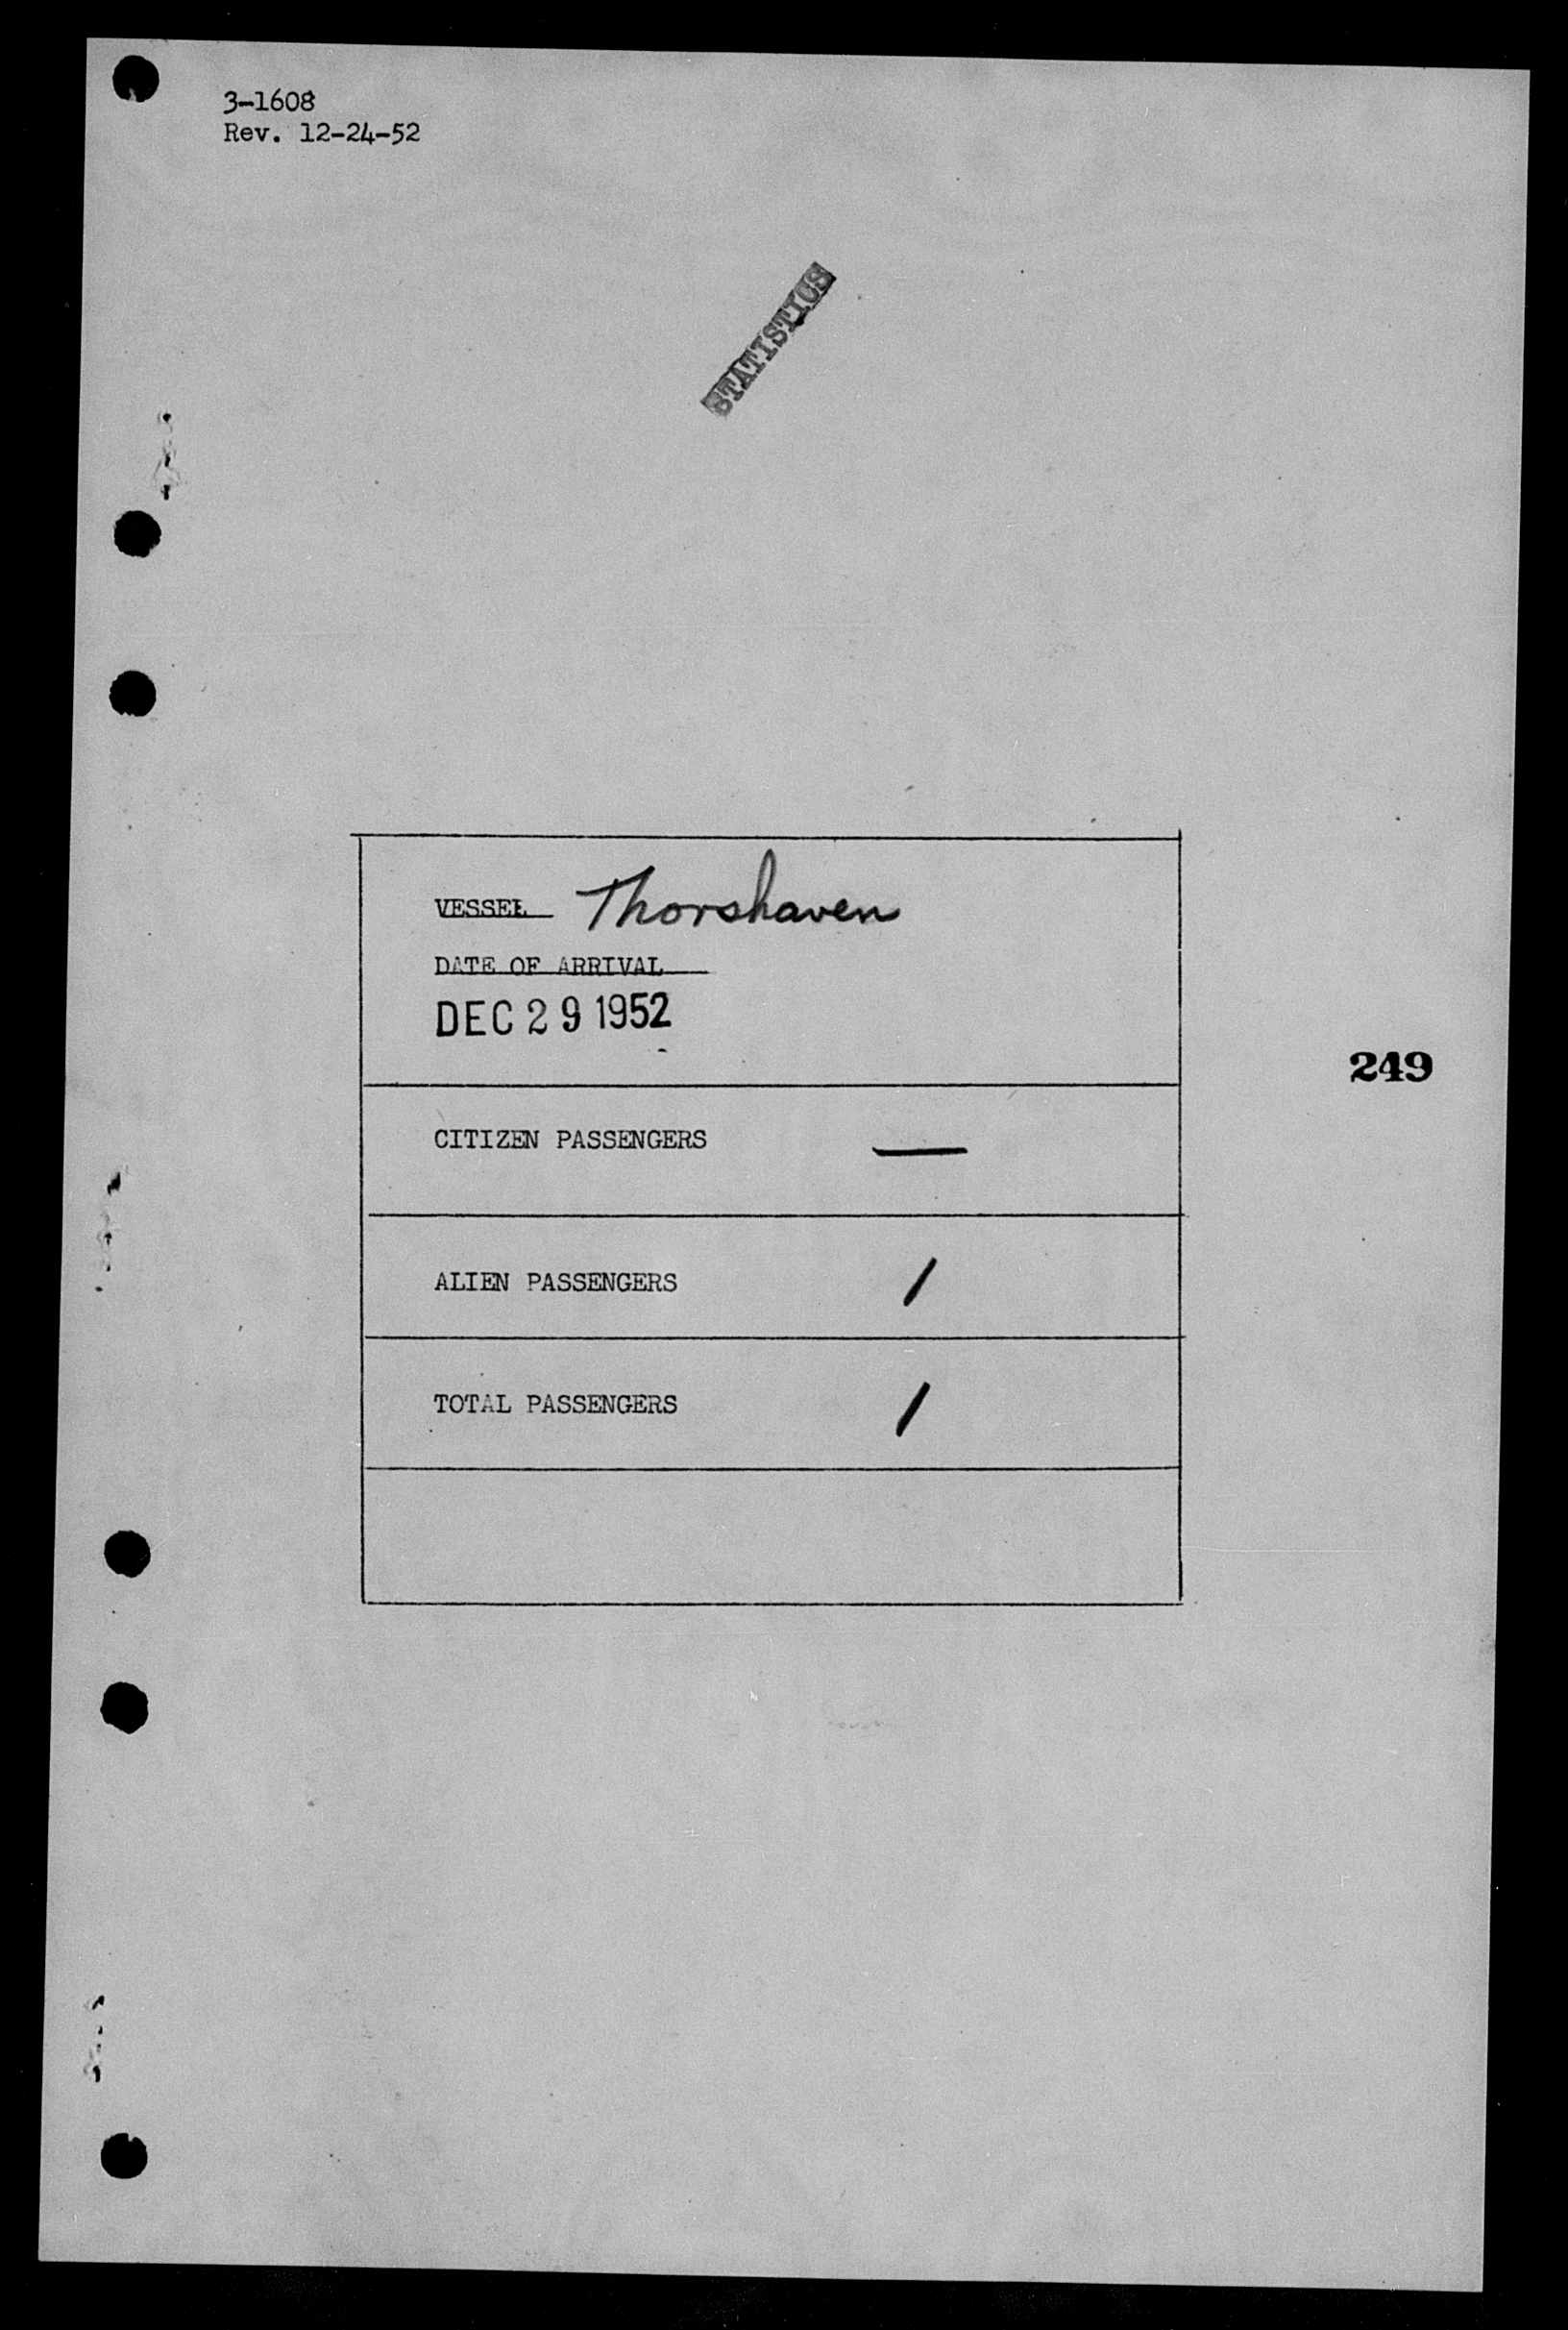 3-1608
Rev. 12-24-52
STATISTICS
VESSEL Thorshaven
DATE OF ARRIVAL
DEC 29 1952
249
CITIZEN PASSENGERS —
ALIEN PASSENGERS 1
TOTAL PASSENGERS 1